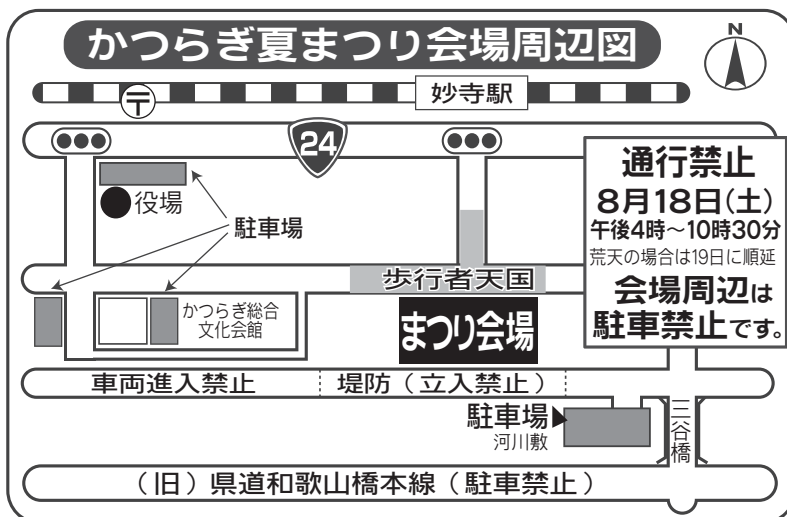 かつらぎ夏まつり会場周辺図
N
〒
妙寺駅
24
通行禁止
8月18日(土)
午後4時~10時30分
荒天の場合は19日に順延
会場周辺は
駐車禁止です。
役場
駐車場
歩行者天国
かつらぎ総合
文化会館
まつり会場
車両進入禁止
堤防(立入禁止)
駐車場
河川敷
三谷橋
(旧)県道和歌山橋本線(駐車禁止)